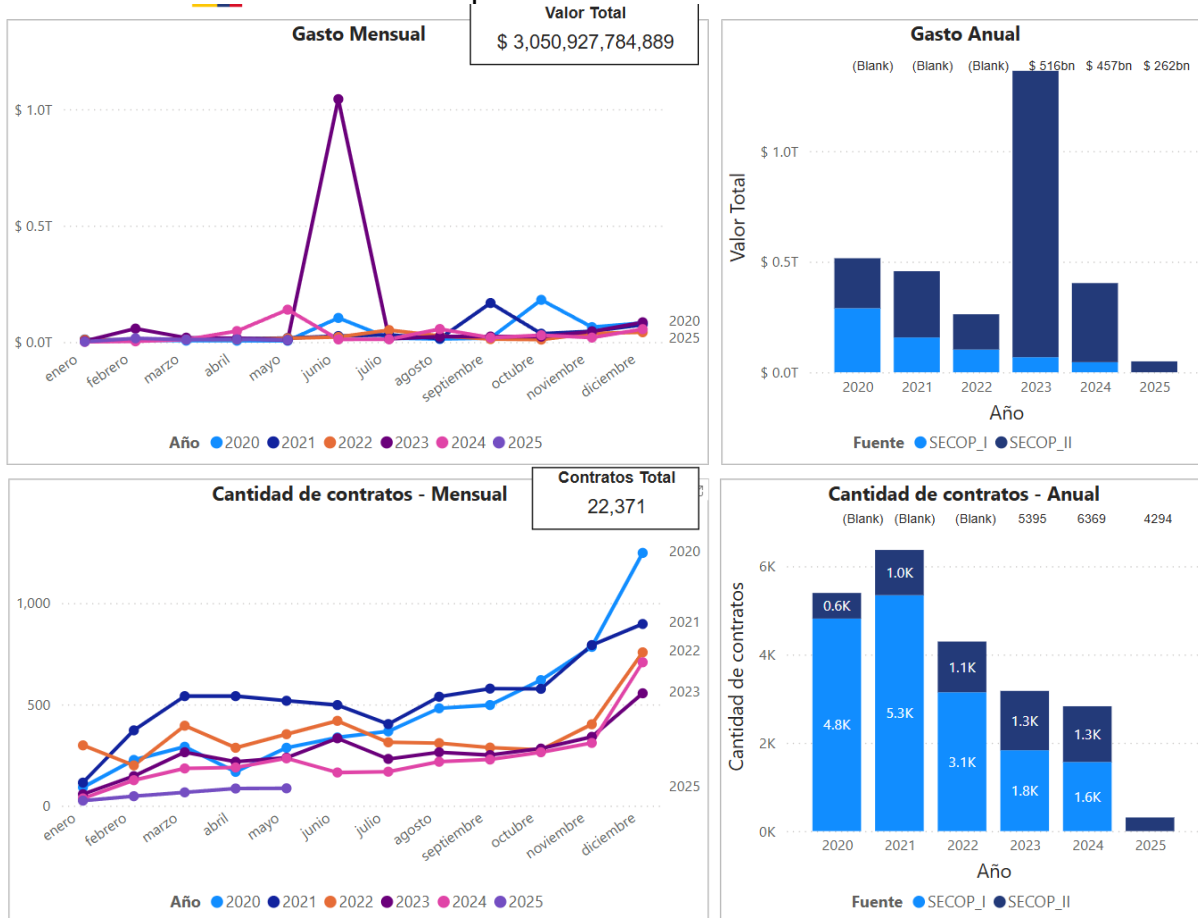 Gasto Mensual
Valor Total
$ 3,050,927,784,889
$ 1.0T
$ 0.5T
$ 0.0T
2020
2025
enero
febrero
marzo
abril
mayo
junio
julio
agosto
septiembre
octubre
noviembre
diciembre
Año 2020 2021 2022 2023 2024 2025
Gasto Anual
(Blank) (Blank) (Blank) $ 516bn $ 457bn $ 262bn
Valor Total
$ 1.0T
$ 0.5T
$ 0.0T
2020 2021 2022 2023 2024 2025
Año
Fuente SECOP_I SECOP_II
Cantidad de contratos - Mensual
Contratos Total
22,371
1,000
500
0
2020
2021
2022
2023
2025
enero
febrero
marzo
abril
mayo
junio
julio
agosto
septiembre
octubre
noviembre
diciembre
Año 2020 2021 2022 2023 2024 2025
Cantidad de contratos - Anual
(Blank) (Blank) (Blank) 5395 6369 4294
Cantidad de contratos
6K
4K
2K
0K
0.6K
4.8K
1.0K
5.3K
1.1K
3.1K
1.3K
1.8K
1.3K
1.6K
2020 2021 2022 2023 2024 2025
Año
Fuente SECOP_I SECOP_II